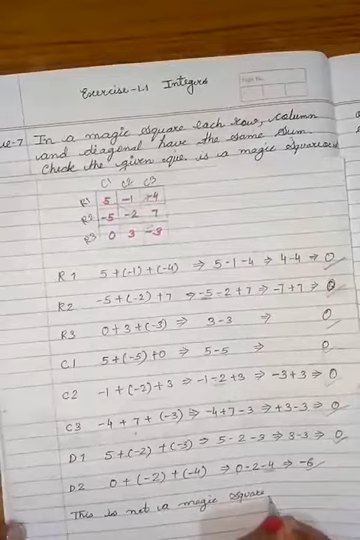 Exercise-1.1 Integers
ue-7 In a magic square each row, column
and diagonal have the same sum.
Check the given que. is a magic square
C1 C2 C3
R1 5 -1 -4
R2 -5 -2 7
R3 0 3 -3
R1 5+(-1)+(-4) ⇒ 5-1-4 ⇒ 4-4 ⇒ 0
R2 -5+(-2)+7 ⇒ -5-2+7 ⇒ -7+7 ⇒ 0
R3 0+3+(-3) ⇒ 3-3 ⇒ 0
C1 5+(-5)+0 ⇒ 5-5 ⇒ 0
C2 -1+(-2)+3 ⇒ -1-2+3 ⇒ -3+3 ⇒ 0
C3 -4+7+(-3) ⇒ -4+7-3 ⇒ +3-3 ⇒ 0
D1 5+(-2)+(-3) ⇒ 5-2-3 ⇒ 3-3 ⇒ 0
D2 0+(-2)+(-4) ⇒ 0-2-4 ⇒ -6
This is not a magic square